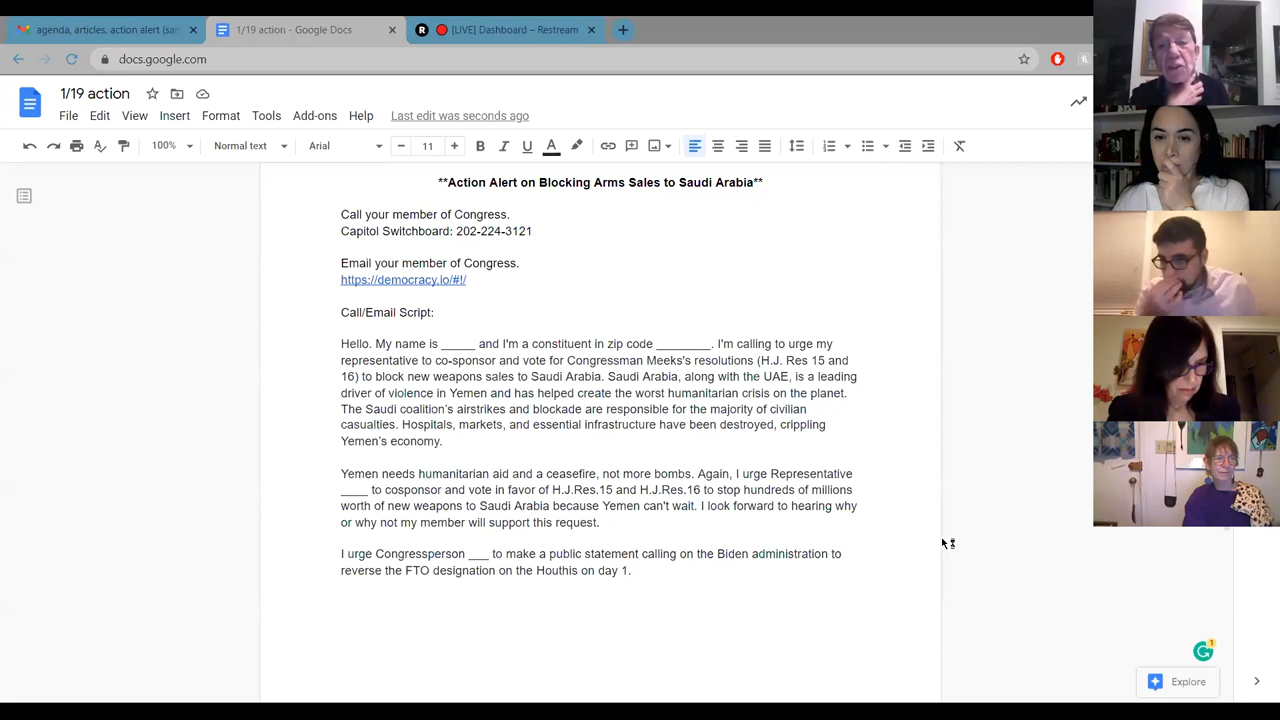 agenda, articles, action alert (san
1/19 action - Google Docs
R
[LIVE] Dashboard – Restream
docs.google.com
1/19 action
File Edit View Insert Format Tools Add-ons Help Last edit was seconds ago
100% Normal text Arial 11 B I U A
**Action Alert on Blocking Arms Sales to Saudi Arabia**
Call your member of Congress.
Capitol Switchboard: 202-224-3121
Email your member of Congress.
https://democracy.io/#!/
Call/Email Script:
Hello. My name is _____ and I'm a constituent in zip code ________. I'm calling to urge my
representative to co-sponsor and vote for Congressman Meeks's resolutions (H.J. Res 15 and
16) to block new weapons sales to Saudi Arabia. Saudi Arabia, along with the UAE, is a leading
driver of violence in Yemen and has helped create the worst humanitarian crisis on the planet.
The Saudi coalition's airstrikes and blockade are responsible for the majority of civilian
casualties. Hospitals, markets, and essential infrastructure have been destroyed, crippling
Yemen's economy.
Yemen needs humanitarian aid and a ceasefire, not more bombs. Again, I urge Representative
____ to cosponsor and vote in favor of H.J.Res.15 and H.J.Res.16 to stop hundreds of millions
worth of new weapons to Saudi Arabia because Yemen can't wait. I look forward to hearing why
or why not my member will support this request.
I urge Congressperson ___ to make a public statement calling on the Biden administration to
reverse the FTO designation on the Houthis on day 1.
1
Explore